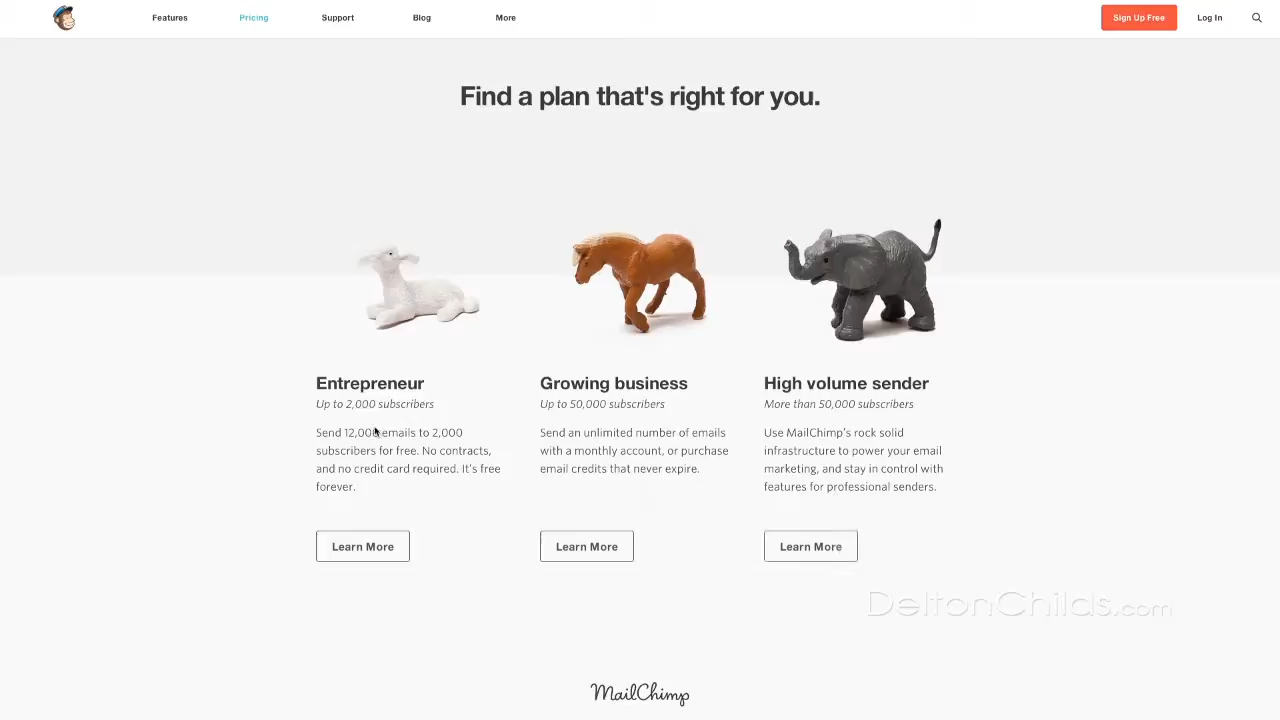 Features Pricing Support Blog More Sign Up Free Log In
Find a plan that's right for you.
Entrepreneur
Up to 2,000 subscribers
Send 12,000 emails to 2,000
subscribers for free. No contracts,
and no credit card required. It's free
forever.
Learn More
Growing business
Up to 50,000 subscribers
Send an unlimited number of emails
with a monthly account, or purchase
email credits that never expire.
Learn More
High volume sender
More than 50,000 subscribers
Use MailChimp's rock solid
infrastructure to power your email
marketing, and stay in control with
features for professional senders.
Learn More
DeltonChilds.com
MailChimp